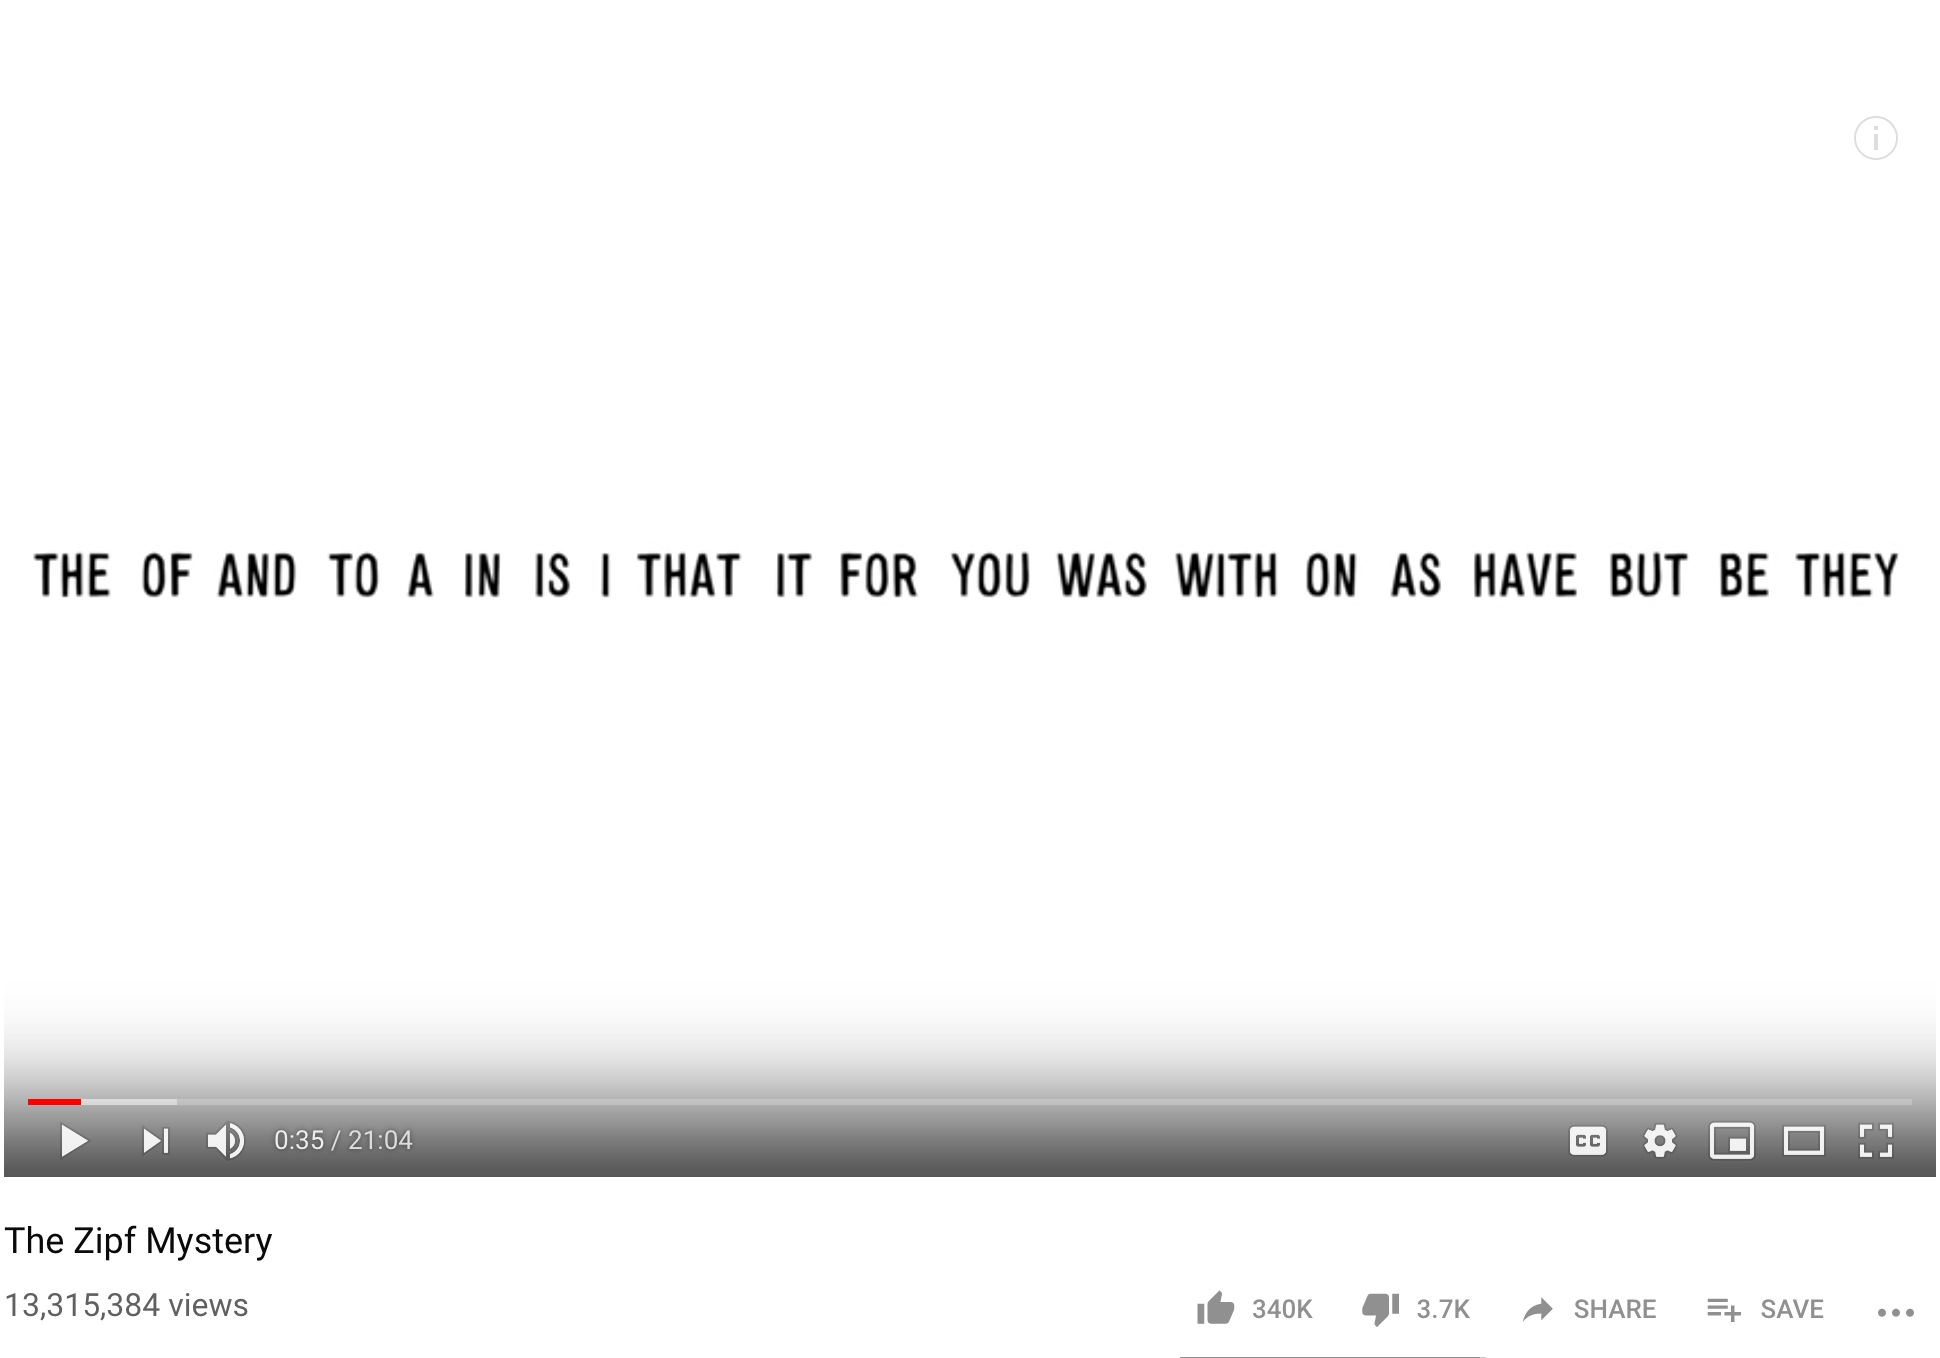 THE OF AND TO A IN IS I THAT IT FOR YOU WAS WITH ON AS HAVE BUT BE THEY
0:35 / 21:04
CC
The Zipf Mystery
13,315,384 views
340K 3.7K SHARE SAVE